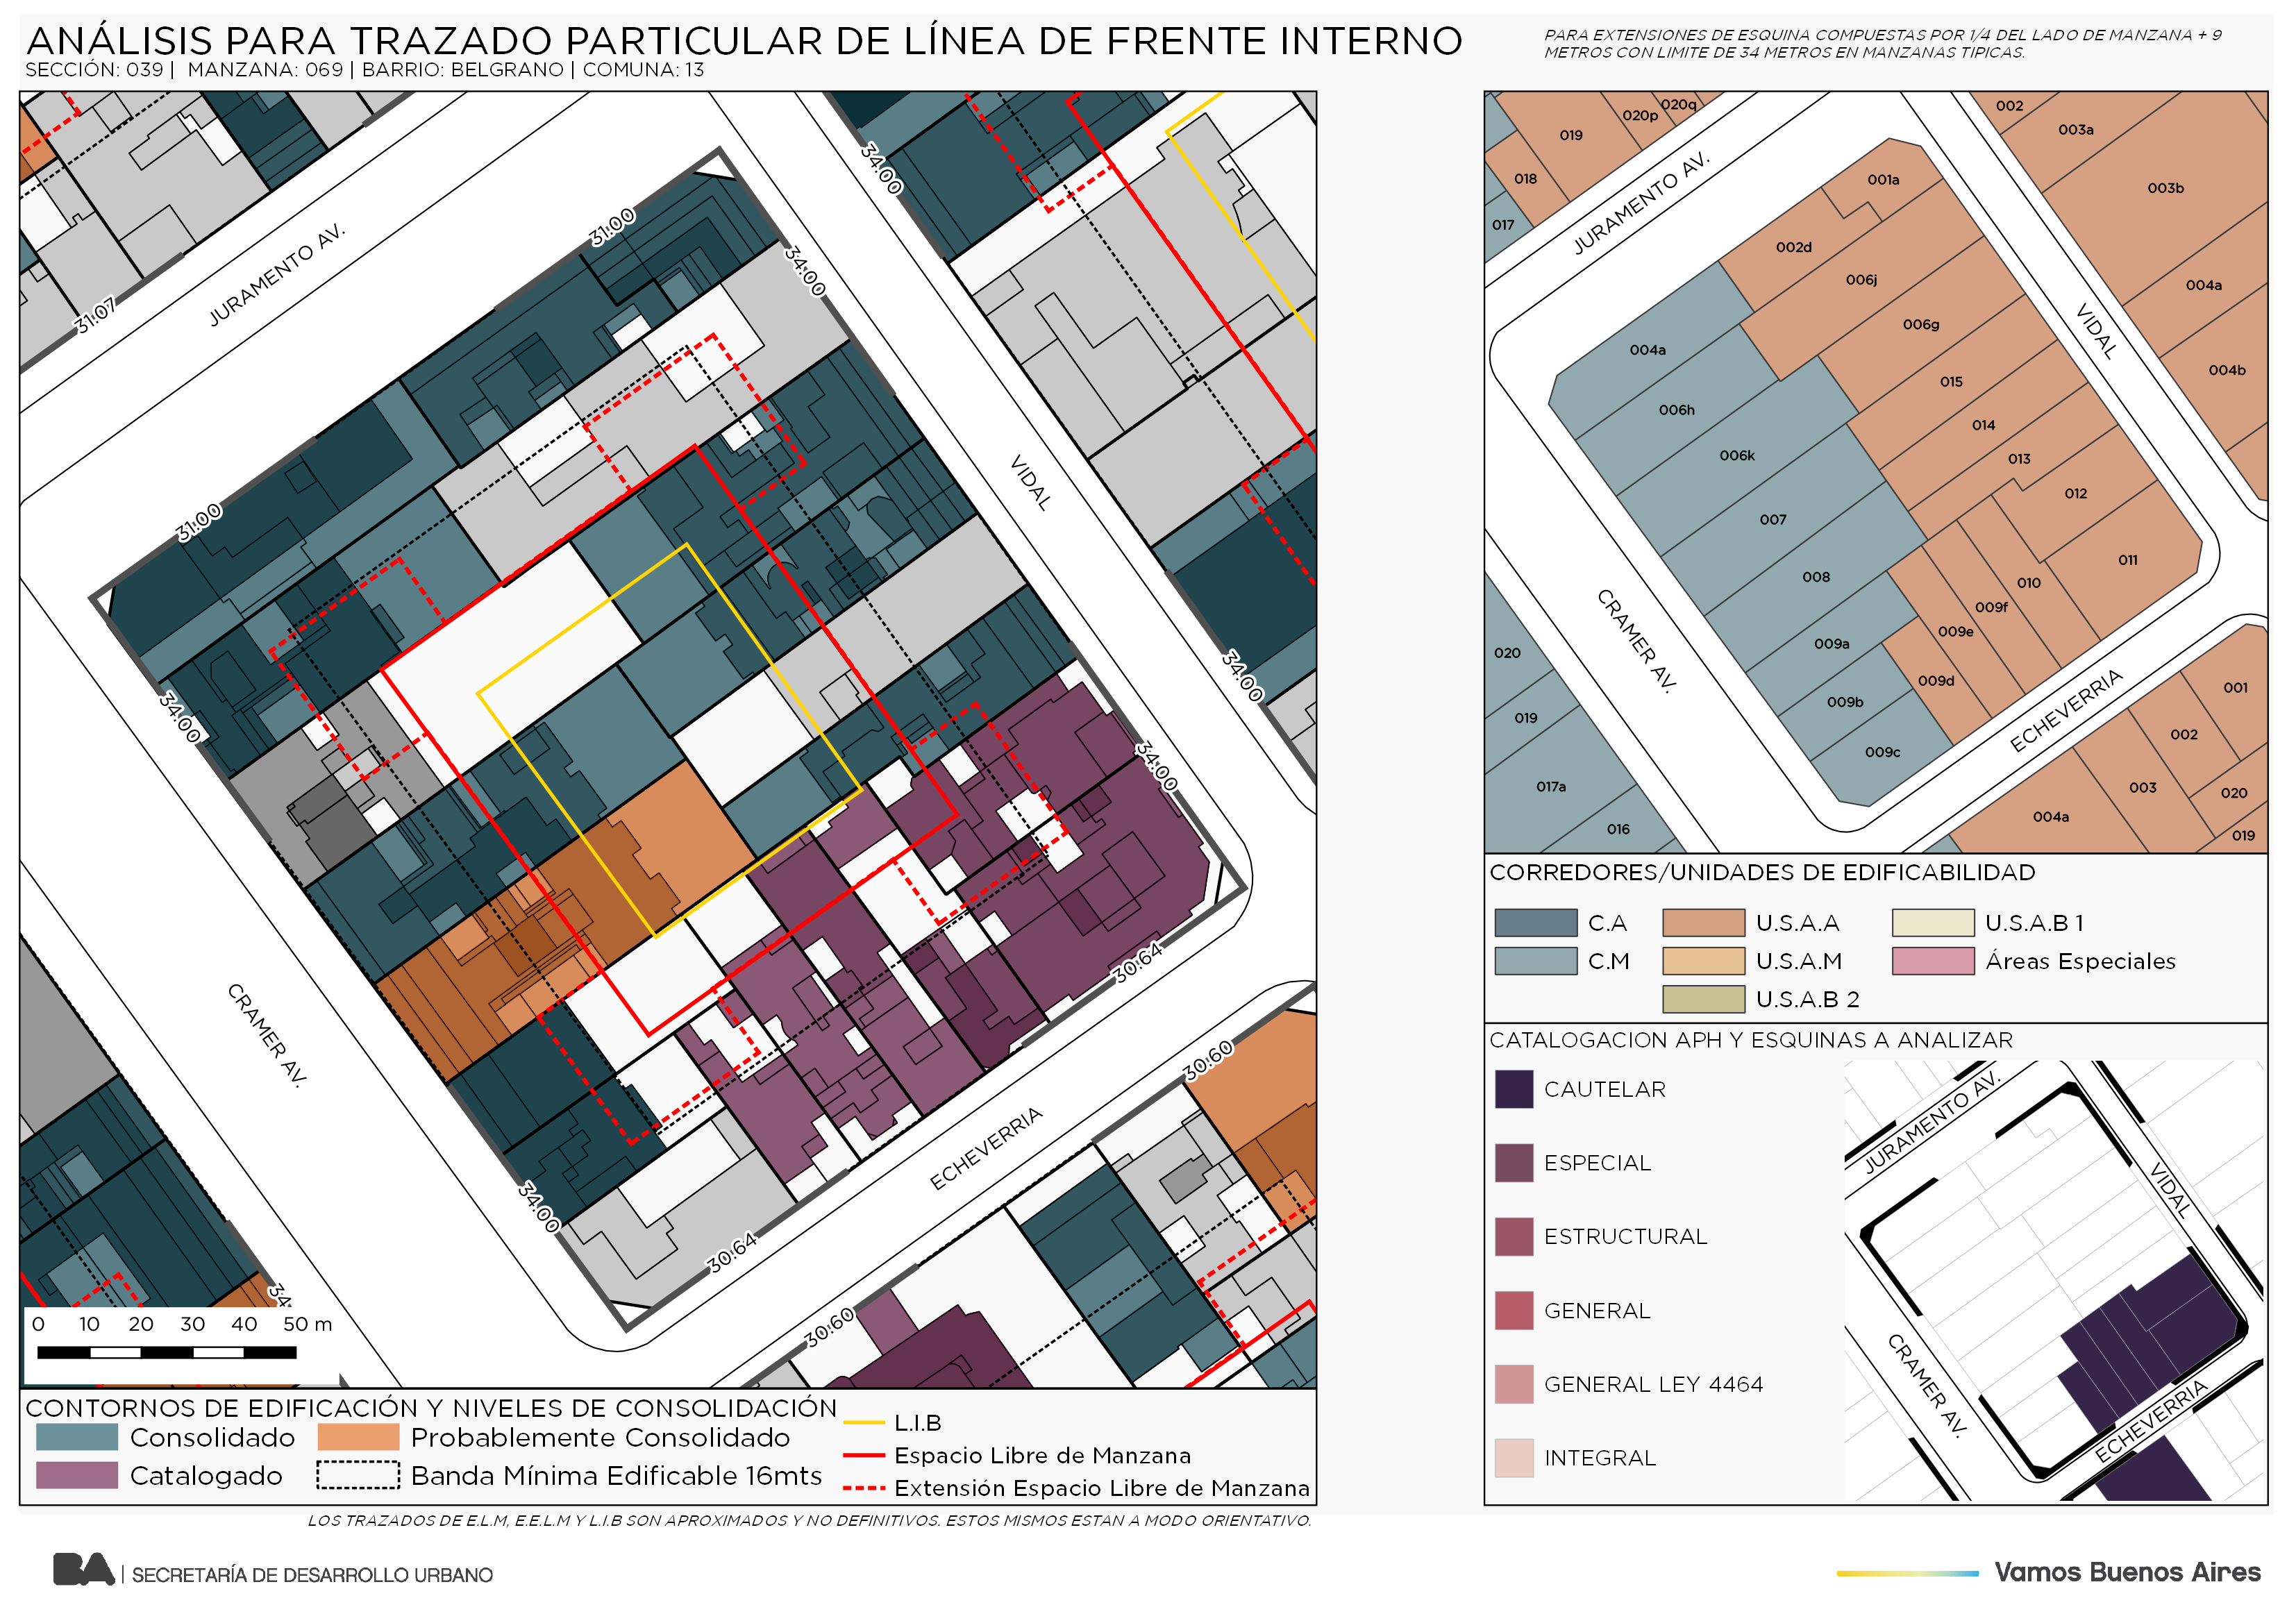 ANÁLISIS PARA TRAZADO PARTICULAR DE LÍNEA DE FRENTE INTERNO
SECCIÓN: 039 | MANZANA: 069 | BARRIO: BELGRANO | COMUNA: 13
PARA EXTENSIONES DE ESQUINA COMPUESTAS POR 1/4 DEL LADO DE MANZANA + 9
METROS CON LIMITE DE 34 METROS EN MANZANAS TIPICAS.
JURAMENTO AV.
31.07
31.00
31.00
34.00
34.00
34.00
34.00
34.00
34.00
VIDAL
CRAMER AV.
ECHEVERRIA
30.64
30.64
30.60
30.60
34.
0 10 20 30 40 50 m
CONTORNOS DE EDIFICACIÓN Y NIVELES DE CONSOLIDACIÓN
Consolidado
Probablemente Consolidado
Catalogado
Banda Mínima Edificable 16mts
L.I.B
Espacio Libre de Manzana
Extensión Espacio Libre de Manzana
LOS TRAZADOS DE E.L.M, E.E.L.M Y L.I.B SON APROXIMADOS Y NO DEFINITIVOS. ESTOS MISMOS ESTAN A MODO ORIENTATIVO.
019
020p
020q
018
017
002
003a
003b
004a
004b
JURAMENTO AV.
VIDAL
CRAMER AV.
ECHEVERRIA
001a
002d
006j
004a
006g
006h
015
006k
014
013
012
007
011
008
010
009f
009e
009a
009d
009b
009c
020
019
017a
016
001
002
003
020
004a
019
CORREDORES/UNIDADES DE EDIFICABILIDAD
C.A
U.S.A.A
U.S.A.B 1
C.M
U.S.A.M
Áreas Especiales
U.S.A.B 2
CATALOGACION APH Y ESQUINAS A ANALIZAR
CAUTELAR
ESPECIAL
ESTRUCTURAL
GENERAL
GENERAL LEY 4464
INTEGRAL
JURAMENTO AV.
VIDAL
CRAMER AV.
ECHEVERRIA
BA | SECRETARÍA DE DESARROLLO URBANO
Vamos Buenos Aires